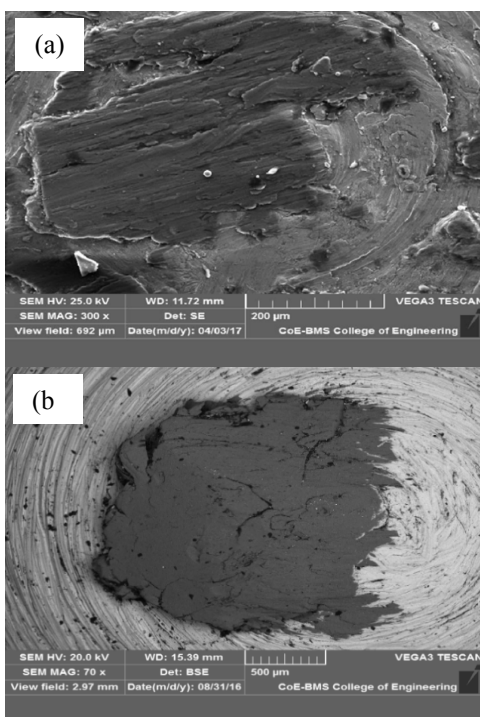 (a)
SEM HV: 25.0 kV WD: 11.72 mm VEGA3 TESCAN
SEM MAG: 300 x Det: SE 200 µm
View field: 692 µm Date(m/d/y): 04/03/17 CoE-BMS College of Engineering
(b
SEM HV: 20.0 kV WD: 15.39 mm VEGA3 TESCAN
SEM MAG: 70 x Det: BSE 500 µm
View field: 2.97 mm Date(m/d/y): 08/31/16 CoE-BMS College of Engineering